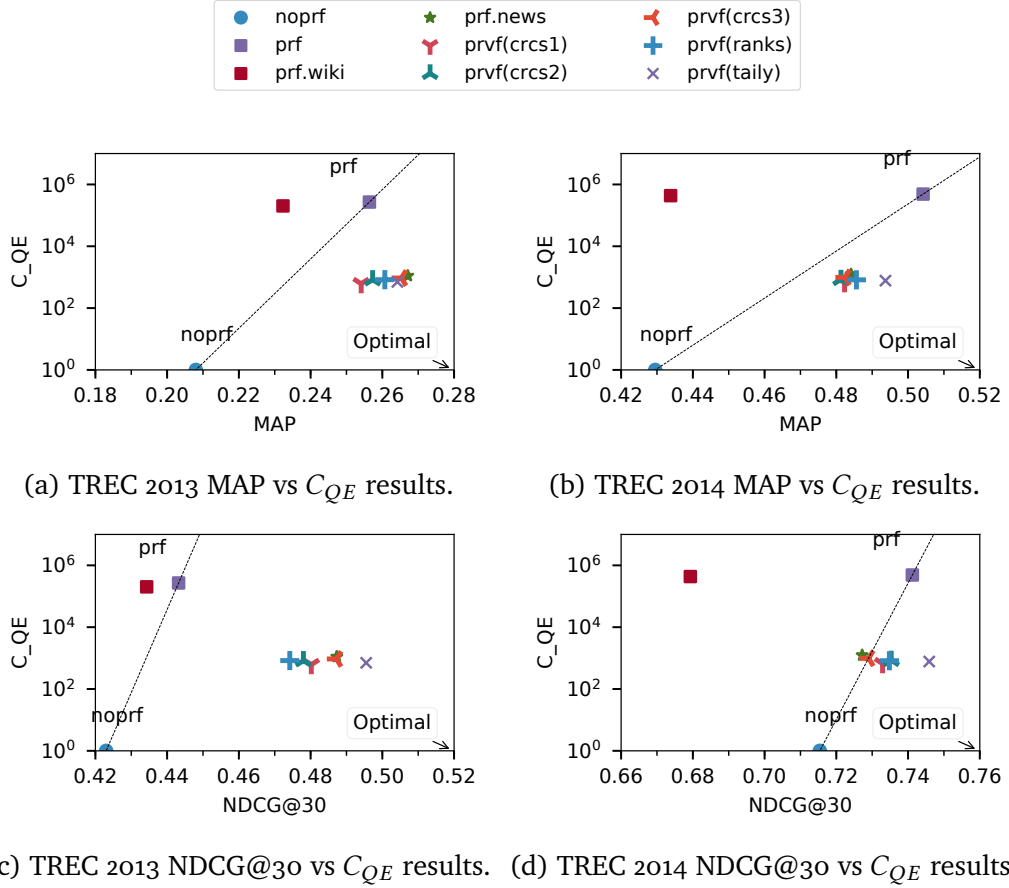 noprf
prf
prf.wiki
prf.news
prvf(crcs1)
prvf(crcs2)
prvf(crcs3)
prvf(ranks)
prvf(taily)
C_QE
10^6
10^4
10^2
10^0
prf
noprf
Optimal
0.18 0.20 0.22 0.24 0.26 0.28
MAP
(a) TREC 2013 MAP vs C_QE results.
C_QE
10^6
10^4
10^2
10^0
prf
noprf
Optimal
0.42 0.44 0.46 0.48 0.50 0.52
MAP
(b) TREC 2014 MAP vs C_QE results.
C_QE
10^6
10^4
10^2
10^0
prf
noprf
Optimal
0.42 0.44 0.46 0.48 0.50 0.52
NDCG@30
c) TREC 2013 NDCG@30 vs C_QE results.
C_QE
10^6
10^4
10^2
10^0
prf
noprf
Optimal
0.66 0.68 0.70 0.72 0.74 0.76
NDCG@30
(d) TREC 2014 NDCG@30 vs C_QE results